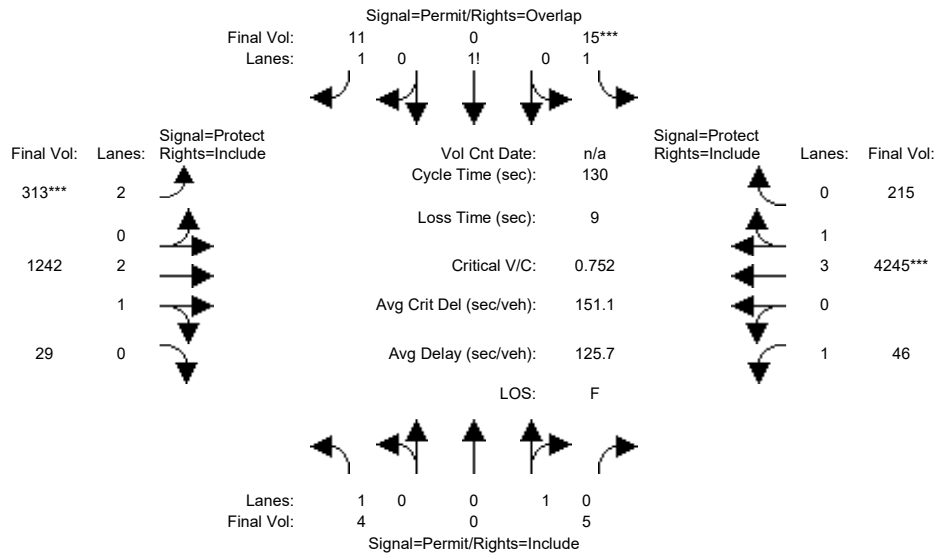 Signal=Permit/Rights=Overlap
Final Vol: 11 0 15***
Lanes: 1 0 1! 0 1
Signal=Protect
Final Vol: Lanes: Rights=Include
Vol Cnt Date: n/a
Signal=Protect
Rights=Include Lanes: Final Vol:
Cycle Time (sec): 130
313*** 2
0 215
Loss Time (sec): 9
0
1
1242 2
Critical V/C: 0.752
3 4245***
1
Avg Crit Del (sec/veh): 151.1
0
29 0
Avg Delay (sec/veh): 125.7
1 46
LOS: F
Lanes: 1 0 0 1 0
Final Vol: 4 0 5
Signal=Permit/Rights=Include